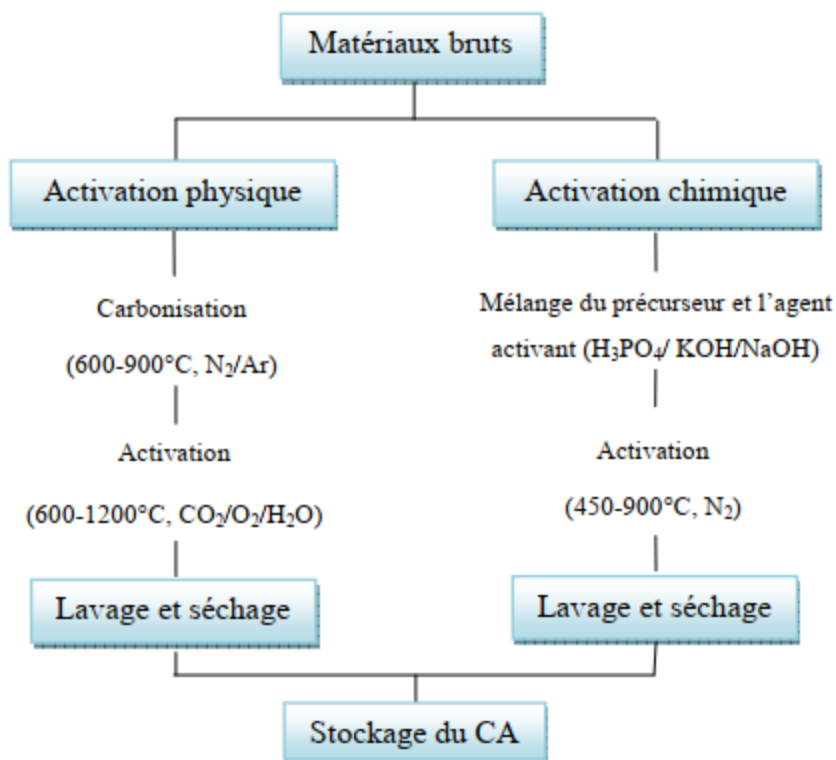 Matériaux bruts
Activation physique
Activation chimique
Carbonisation
(600-900°C, N₂/Ar)
Mélange du précurseur et l'agent
activant (H₃PO₄/ KOH/NaOH)
Activation
(600-1200°C, CO₂/O₂/H₂O)
Activation
(450-900°C, N₂)
Lavage et séchage
Lavage et séchage
Stockage du CA